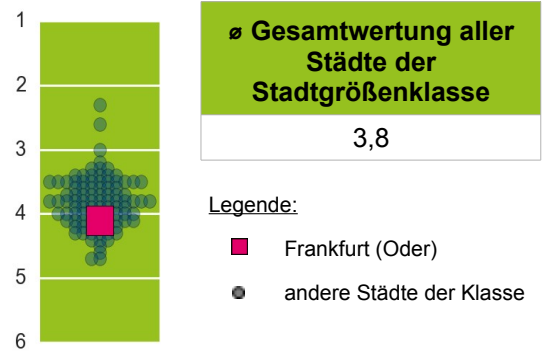 1
2
3
4
5
6
ø Gesamtwertung aller
Städte der
Stadtgrößenklasse
3,8
Legende:
Frankfurt (Oder)
andere Städte der Klasse